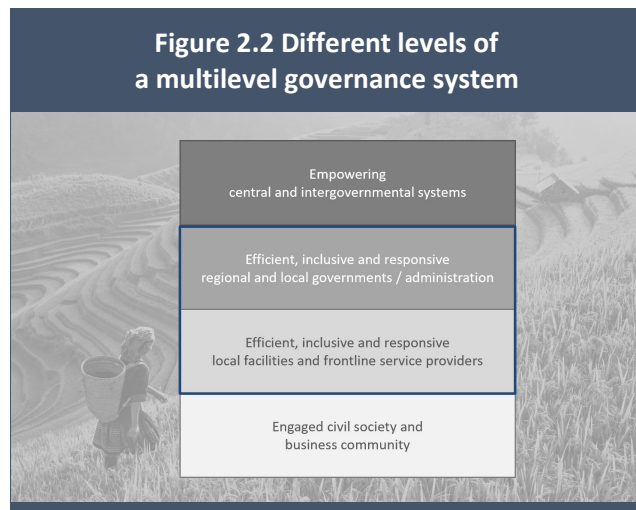 Figure 2.2 Different levels of
a multilevel governance system
Empowering
central and intergovernmental systems
Efficient, inclusive and responsive
regional and local governments / administration
Efficient, inclusive and responsive
local facilities and frontline service providers
Engaged civil society and
business community